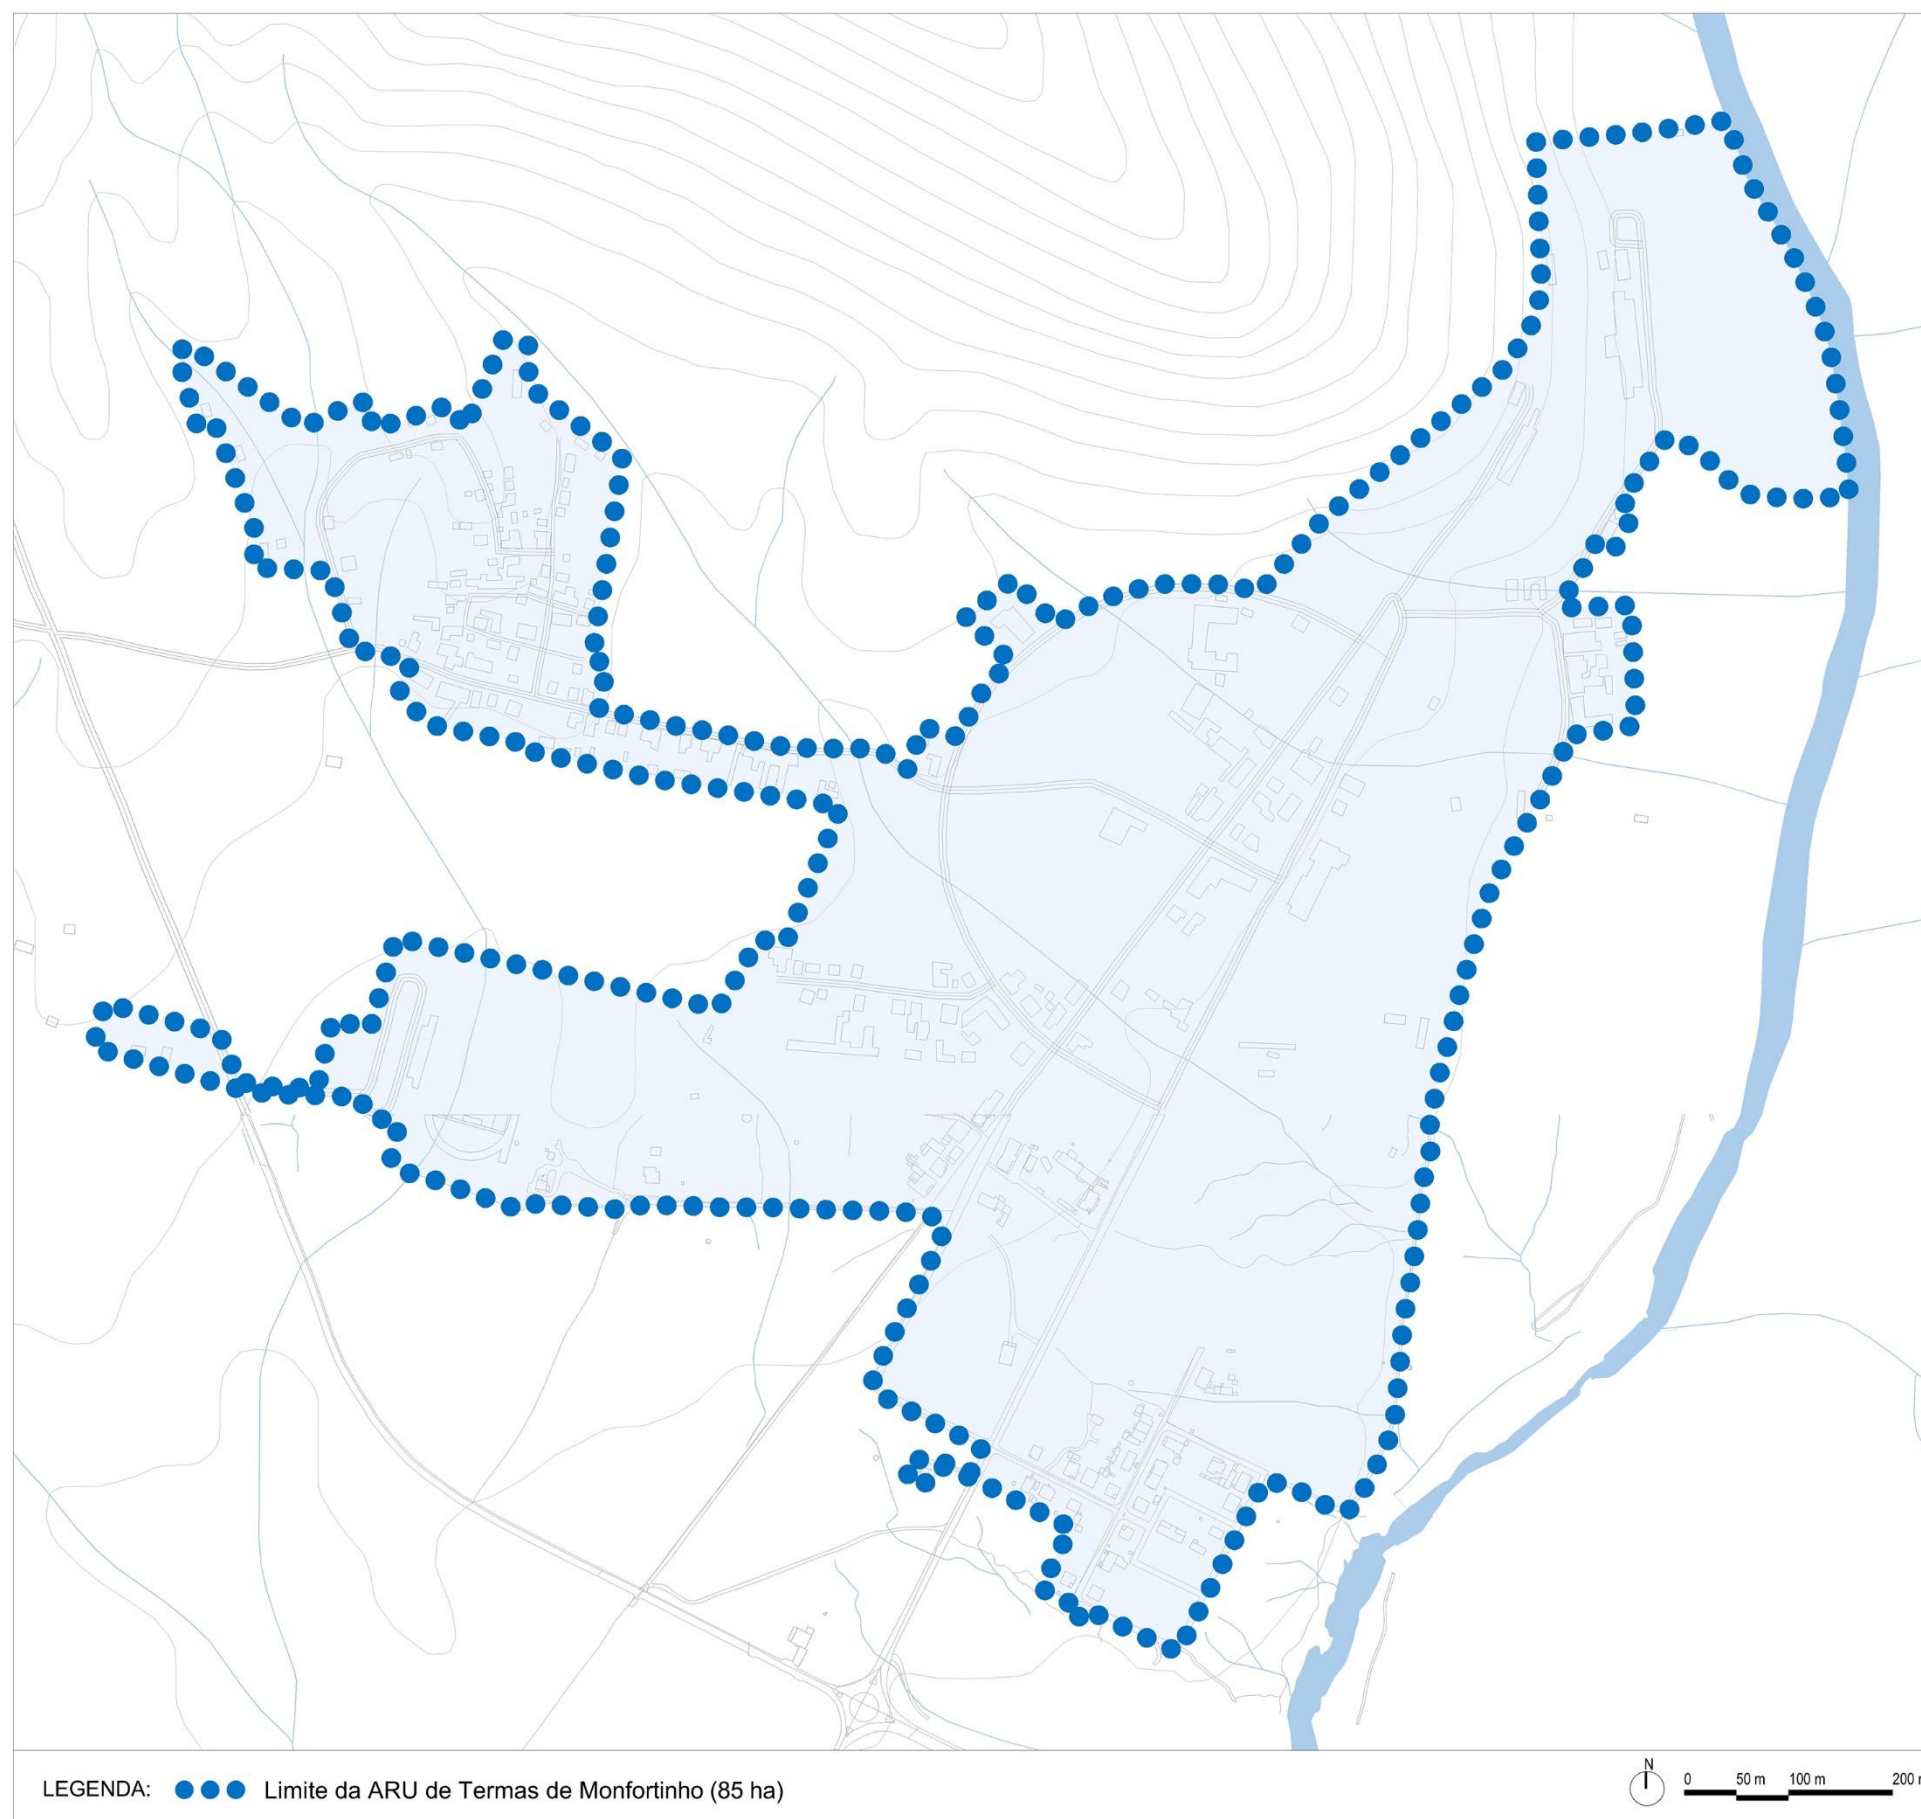 LEGENDA: Limite da ARU de Termas de Monfortinho (85 ha)
N
0 50 m 100 m 200 m